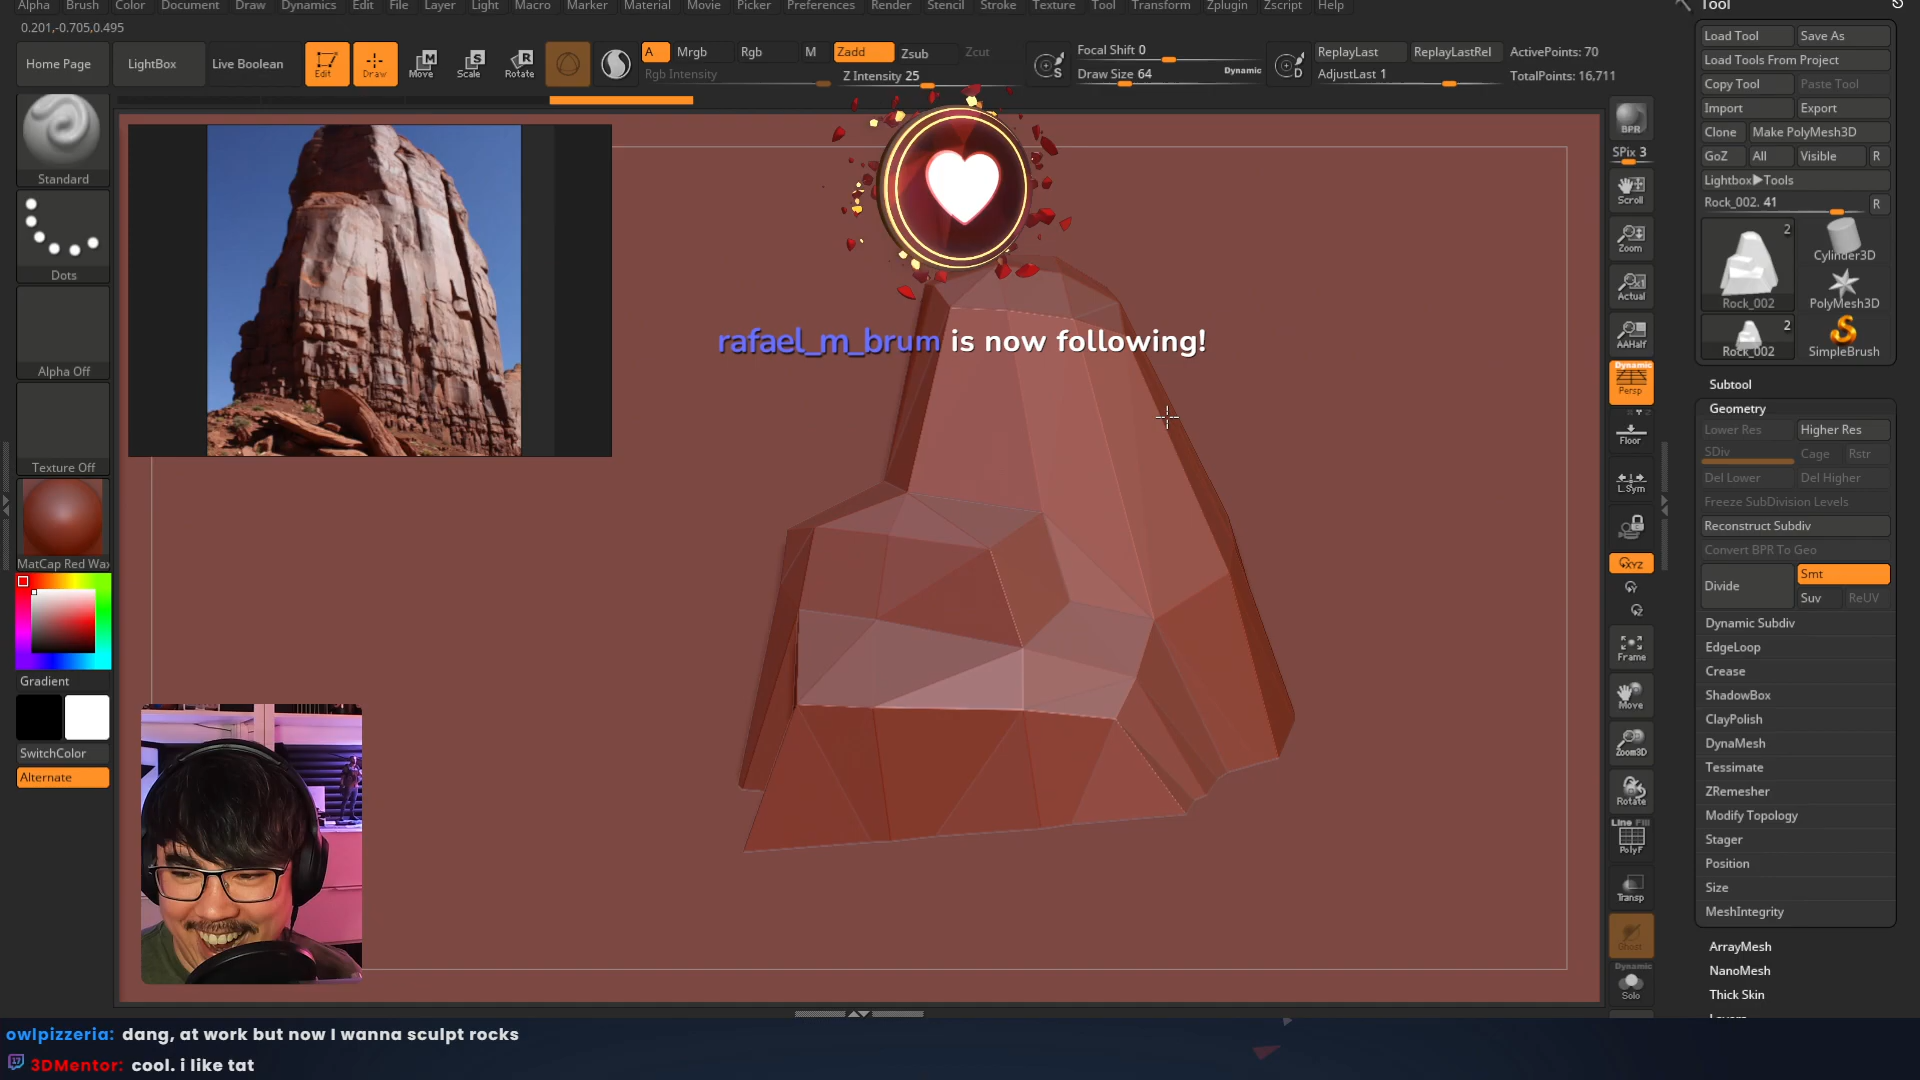 Alpha Brush Color Document Draw Dynamics Edit File Layer Light Macro Marker Material Movie Picker Preferences Render Stencil Stroke Texture Tool Transform Zplugin Zscript Help
0.201,-0.705,0.495
Home Page LightBox Live Boolean Edit Draw Move Scale Rotate
A Mrgb Rgb M Zadd Zsub Zcut
Rgb Intensity Z Intensity 25
Focal Shift 0
Draw Size 64 Dynamic
S
D
ReplayLast ReplayLastRel ActivePoints: 70
AdjustLast 1 TotalPoints: 16,711
Standard
Dots
Alpha Off
Texture Off
MatCap Red Wax
Gradient
SwitchColor
Alternate
rafael_m_brum is now following!
BPR
SPix 3
Scroll
Zoom
Actual
AAHalf
Dynamic
Persp
Floor
L.Sym
XYZ
Frame
Move
Zoom3D
Rotate
Line Fill
PolyF
Transp
Ghost
Dynamic
Solo
Tool
Load Tool Save As
Load Tools From Project
Copy Tool Paste Tool
Import Export
Clone Make PolyMesh3D
GoZ All Visible R
Lightbox▶Tools
Rock_002. 41 R
2
Rock_002
Cylinder3D
PolyMesh3D
2
Rock_002 SimpleBrush
Subtool
Geometry
Lower Res Higher Res
SDiv Cage Rstr
Del Lower Del Higher
Freeze SubDivision Levels
Reconstruct Subdiv
Convert BPR To Geo
Divide Smt
Suv ReUV
Dynamic Subdiv
EdgeLoop
Crease
ShadowBox
ClayPolish
DynaMesh
Tessimate
ZRemesher
Modify Topology
Stager
Position
Size
MeshIntegrity
ArrayMesh
NanoMesh
Thick Skin
owlpizzeria: dang, at work but now I wanna sculpt rocks
3DMentor: cool. i like tat